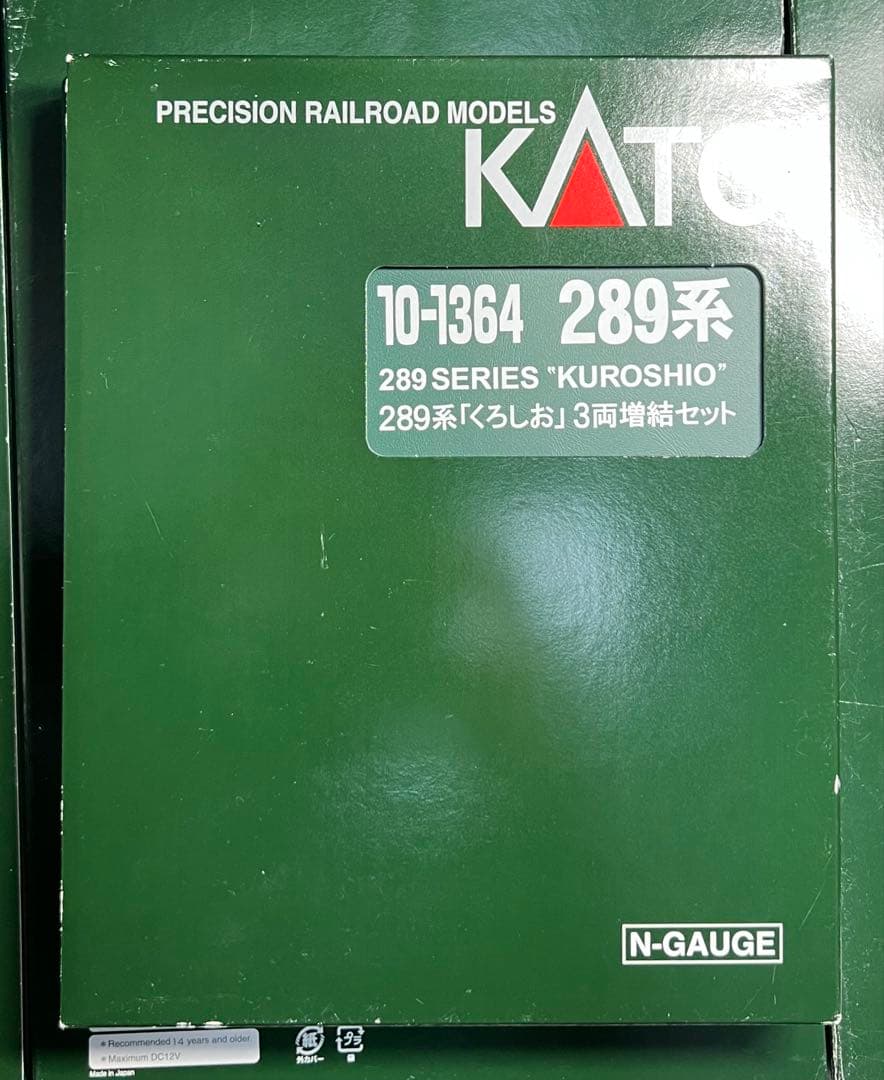 PRECISION RAILROAD MODELS
KATO
10-1364 289系
289 SERIES "KUROSHIO"
289系「くろしお」3両増結セット
N-GAUGE
*Recommended 14 years and older.
*Maximum DC12V
Made in Japan
紙
外カバー
プラ